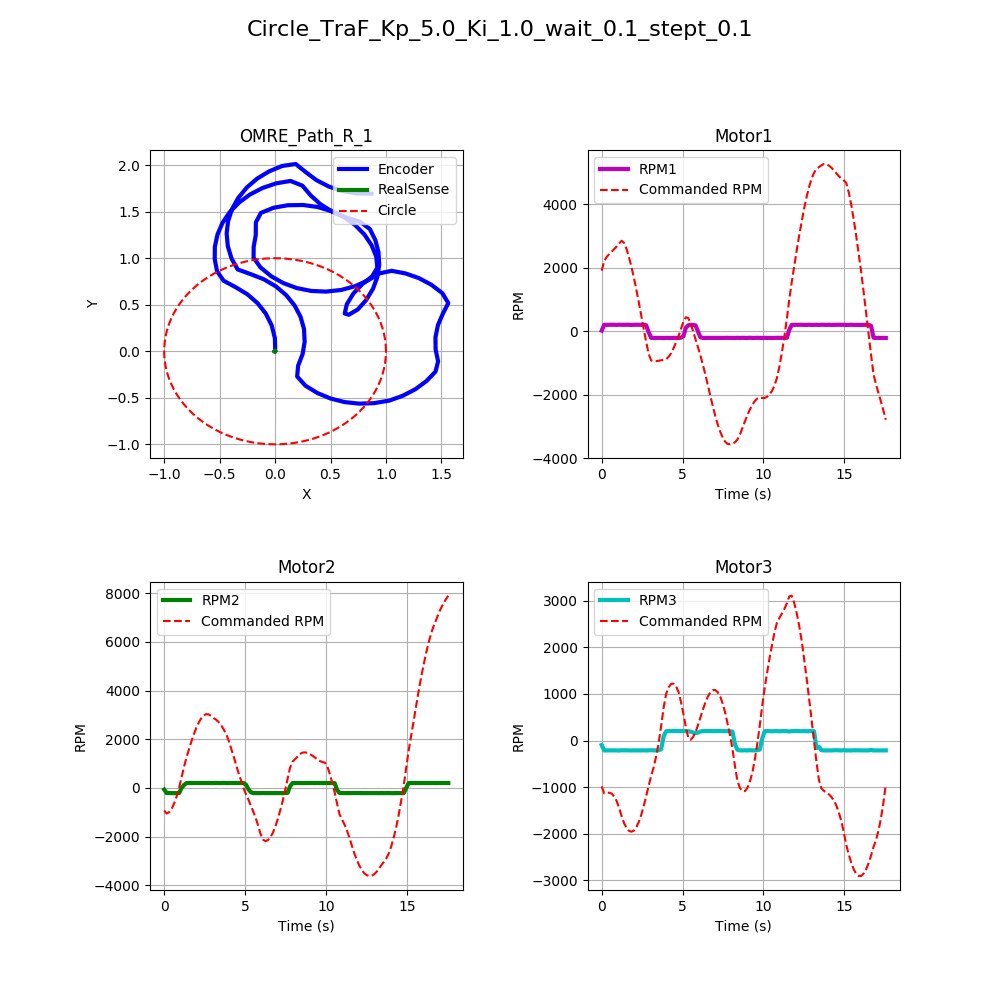 Circle_TraF_Kp_5.0_Ki_1.0_wait_0.1_stept_0.1
OMRE_Path_R_1
Encoder
RealSense
Circle
2.0
1.5
1.0
0.5
0.0
−0.5
−1.0
Y
−1.0 −0.5 0.0 0.5 1.0 1.5
X
Motor1
RPM1
Commanded RPM
4000
2000
0
−2000
−4000
RPM
0 5 10 15
Time (s)
Motor2
RPM2
Commanded RPM
8000
6000
4000
2000
0
−2000
−4000
RPM
0 5 10 15
Time (s)
Motor3
RPM3
Commanded RPM
3000
2000
1000
0
−1000
−2000
−3000
RPM
0 5 10 15
Time (s)